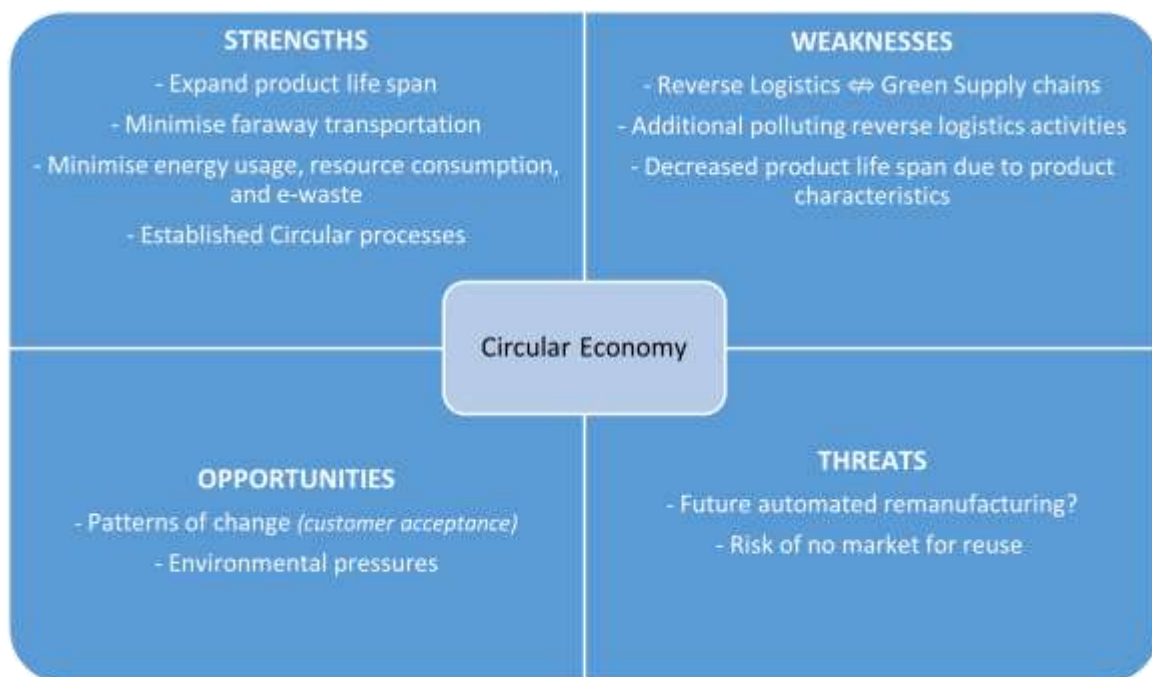 STRENGTHS
- Expand product life span
- Minimise faraway transportation
- Minimise energy usage, resource consumption,
and e-waste
- Established Circular processes
WEAKNESSES
- Reverse Logistics ⇎ Green Supply chains
- Additional polluting reverse logistics activities
- Decreased product life span due to product
characteristics
Circular Economy
OPPORTUNITIES
- Patterns of change (customer acceptance)
- Environmental pressures
THREATS
- Future automated remanufacturing?
- Risk of no market for reuse